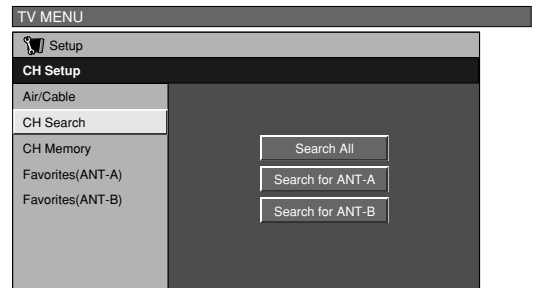 TV MENU
Setup
CH Setup
Air/Cable
CH Search
CH Memory
Favorites(ANT-A)
Favorites(ANT-B)
Search All
Search for ANT-A
Search for ANT-B